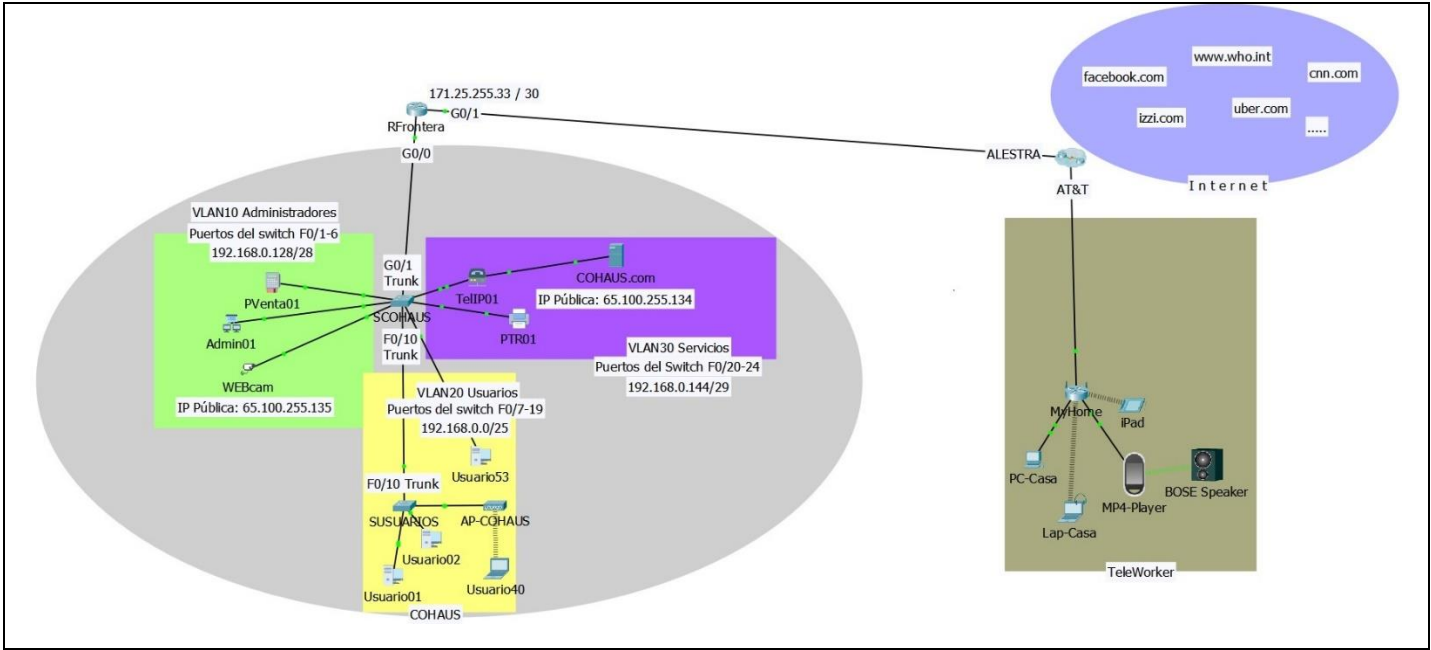 171.25.255.33 / 30
G0/1
RFrontera
G0/0
www.who.int
facebook.com
cnn.com
izzi.com
uber.com
.....
Internet
ALESTRA
AT&T
VLAN10 Administradores
Puertos del switch F0/1-6
192.168.0.128/28
PVenta01
Admin01
WEBcam
IP Pública: 65.100.255.135
G0/1
Trunk
SCOHAUS
F0/10
Trunk
TelIP01
COHAUS.com
IP Pública: 65.100.255.134
PTR01
VLAN30 Servicios
Puertos del Switch F0/20-24
192.168.0.144/29
VLAN20 Usuarios
Puertos del switch F0/7-19
192.168.0.0/25
Usuario53
F0/10 Trunk
SUSUARIOS
AP-COHAUS
Usuario02
Usuario01
Usuario40
COHAUS
MyHome
iPad
PC-Casa
MP4-Player
BOSE Speaker
Lap-Casa
TeleWorker